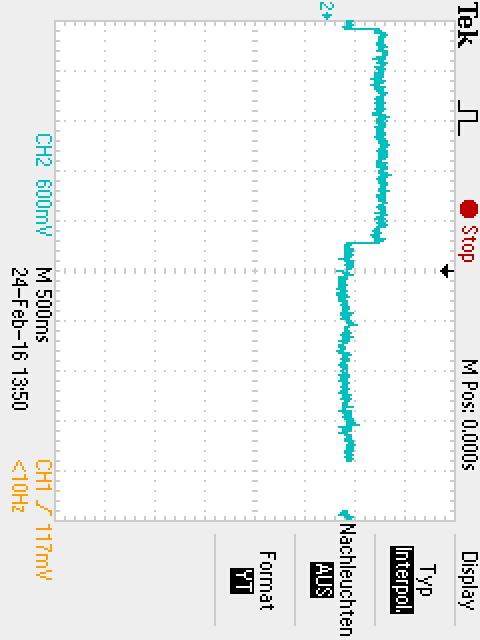 Tek Stop M Pos: 0.000s
Display
Typ
Interpol.
Nachleuchten
AUS
Format
YT
2
CH2 600mV M 500ms CH1 117mV
24-Feb-16 13:50 <10Hz